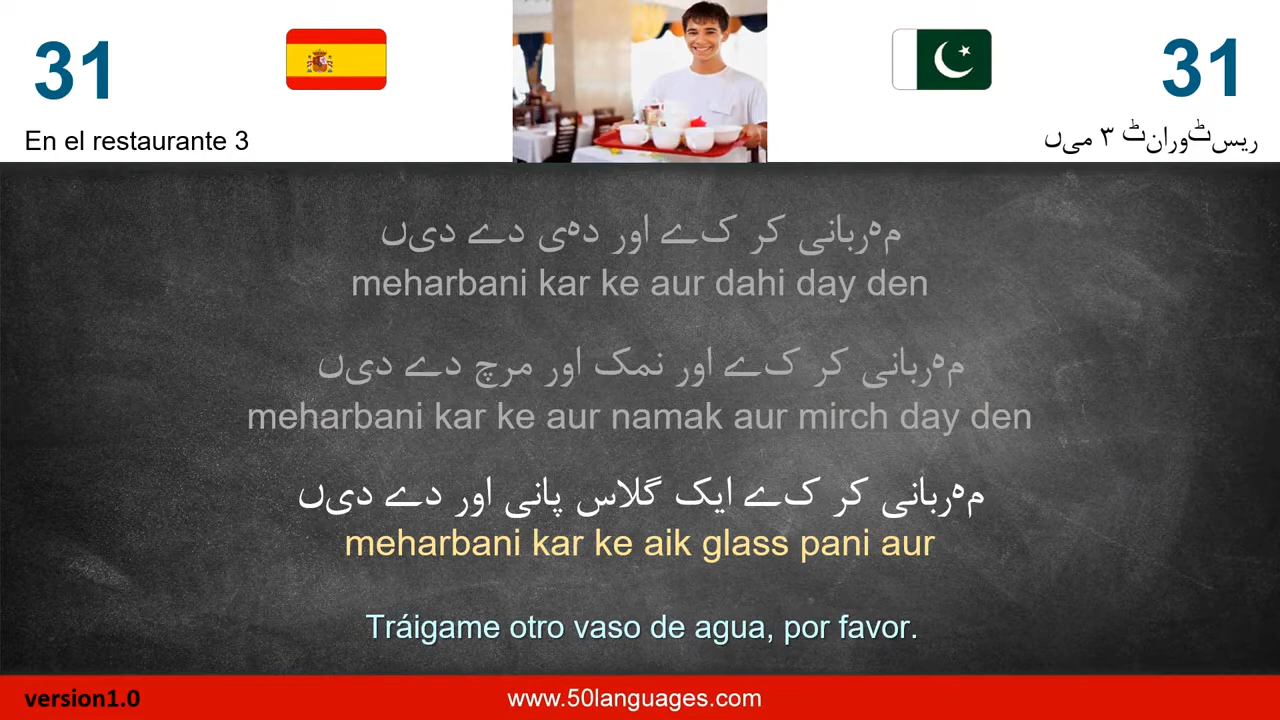 31
31
En el restaurante 3
ریسٹورانٹ ۳ میں
مہربانی کر کے اور دہی دے دیں
meharbani kar ke aur dahi day den
مہربانی کر کے اور نمک اور مرچ دے دیں
meharbani kar ke aur namak aur mirch day den
مہربانی کر کے ایک گلاس پانی اور دے دیں
meharbani kar ke aik glass pani aur
Tráigame otro vaso de agua, por favor.
version1.0
www.50languages.com